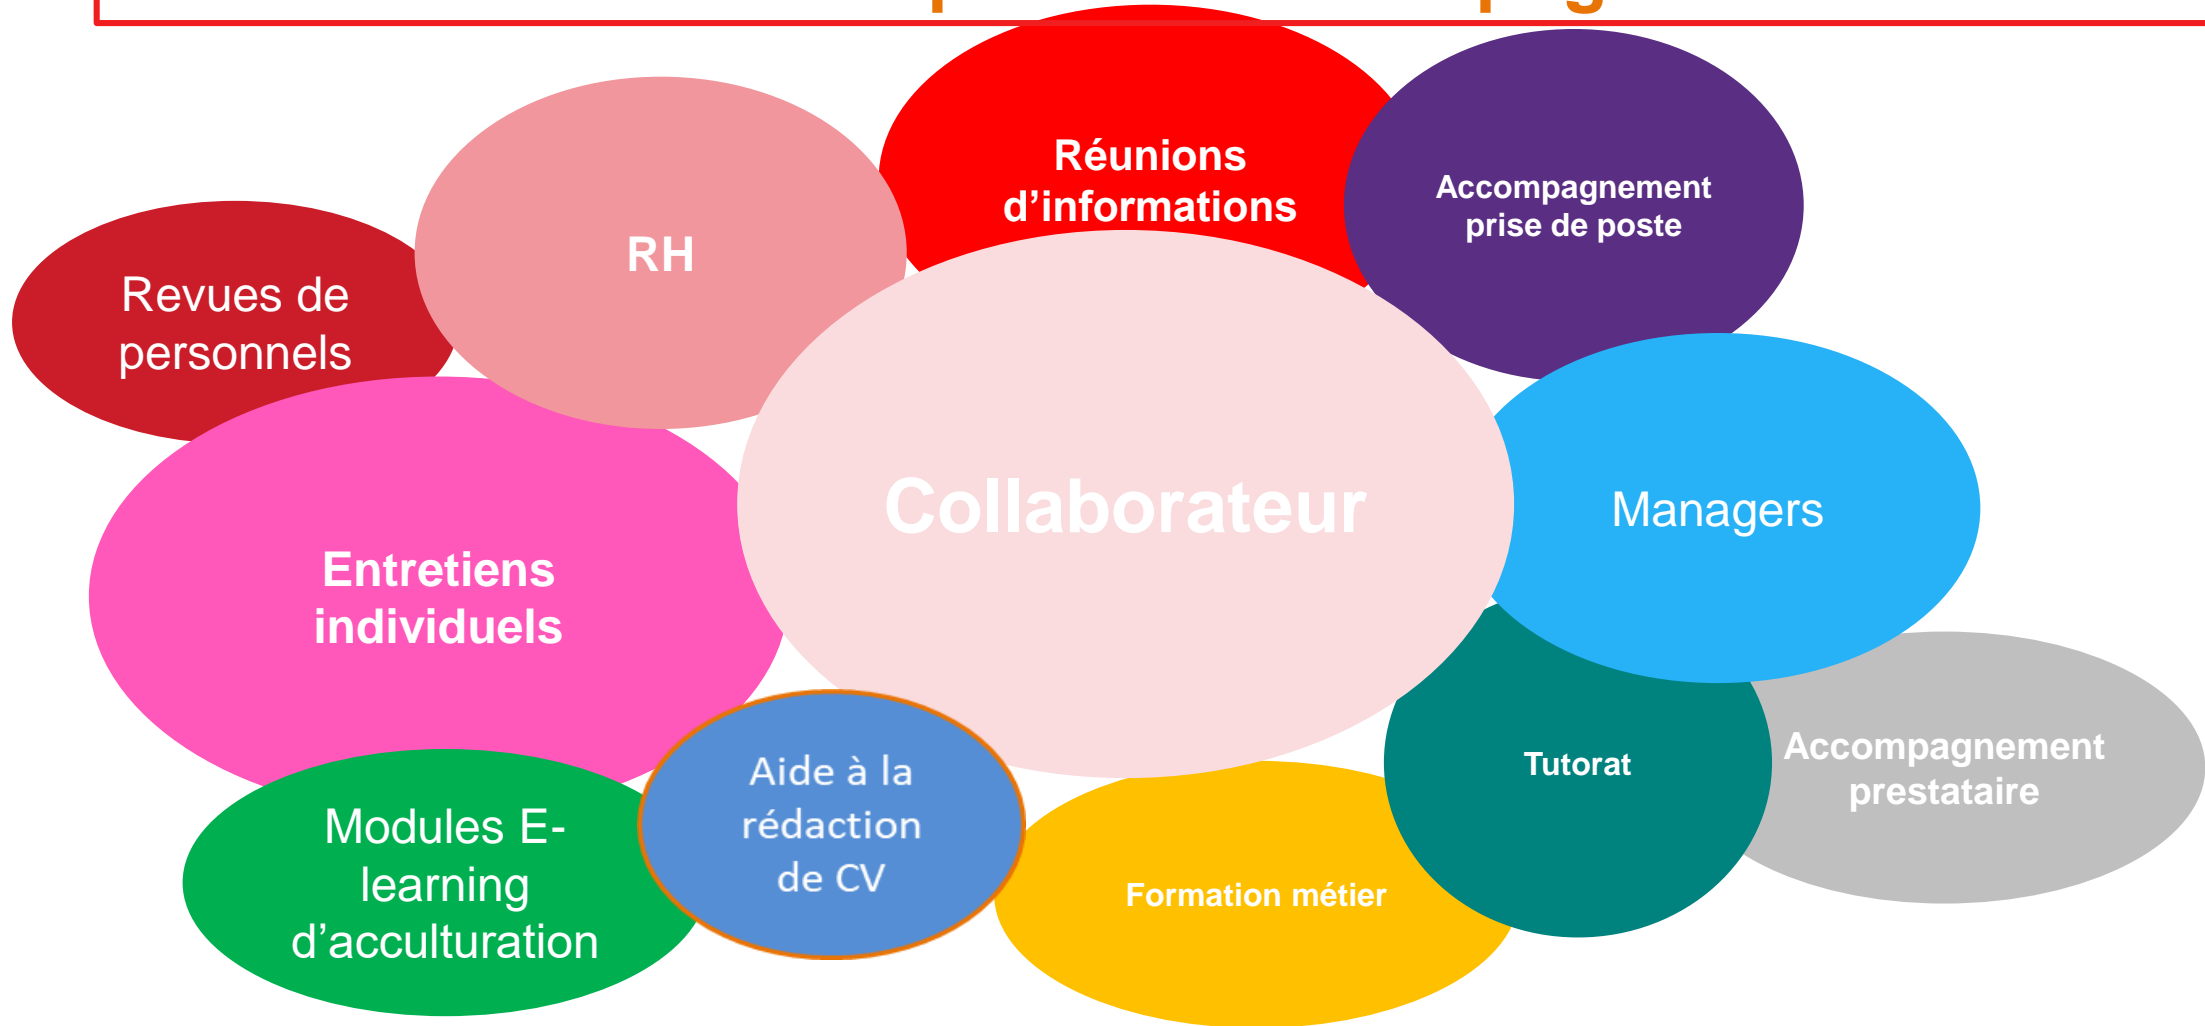 Réunions
d’informations
Accompagnement
prise de poste
RH
Revues de
personnels
Collaborateur
Managers
Entretiens
individuels
Aide à la
rédaction
de CV
Tutorat
Accompagnement
prestataire
Modules E-
learning
d’acculturation
Formation métier